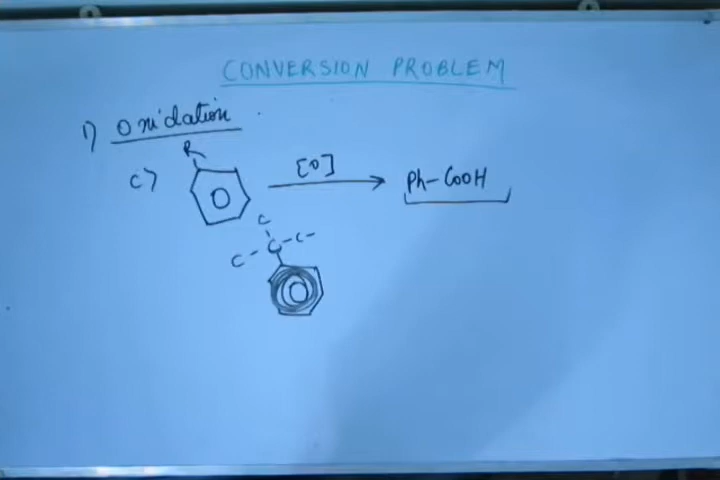 CONVERSION PROBLEM
1) Oxidation
R
c) [O] Ph-COOH
C
C-C-C-